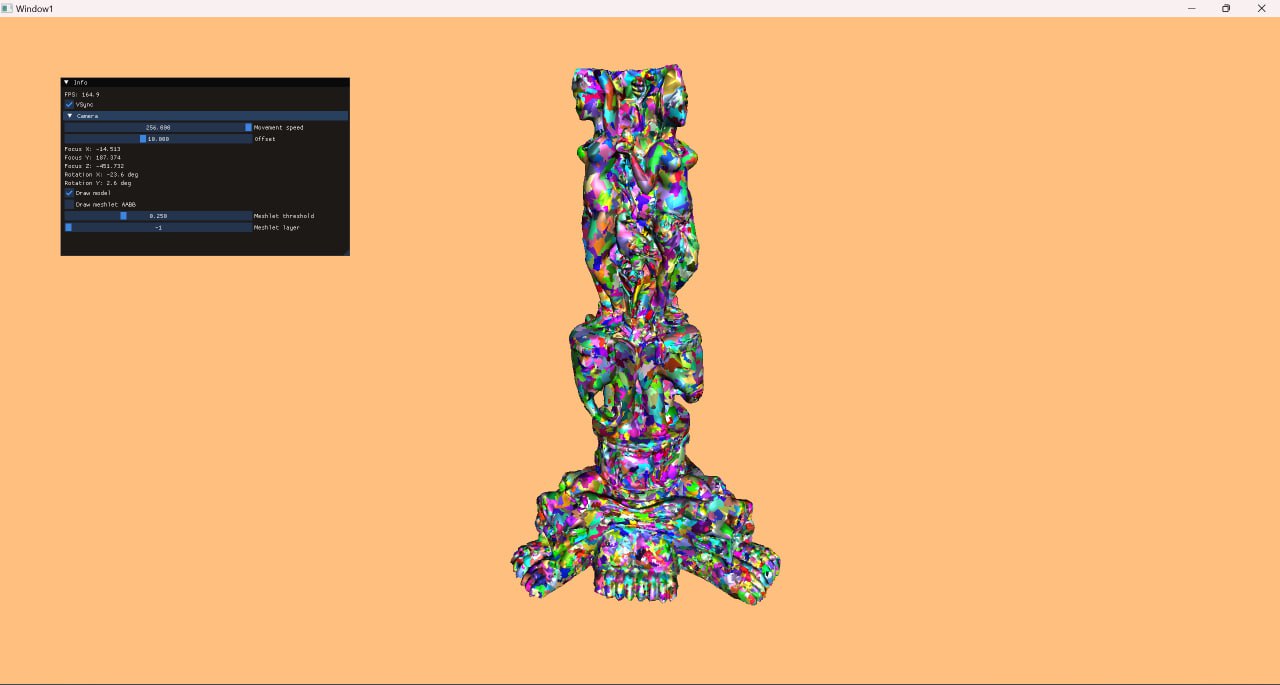 Window1
Info
FPS: 164.9
VSync
Camera
256.000 Movement speed
10.000 Offset
Focus X: -14.513
Focus Y: 187.374
Focus Z: -451.732
Rotation X: -23.6 deg
Rotation Y: 2.6 deg
Draw model
Draw meshlet AABB
0.250 Meshlet threshold
-1 Meshlet layer